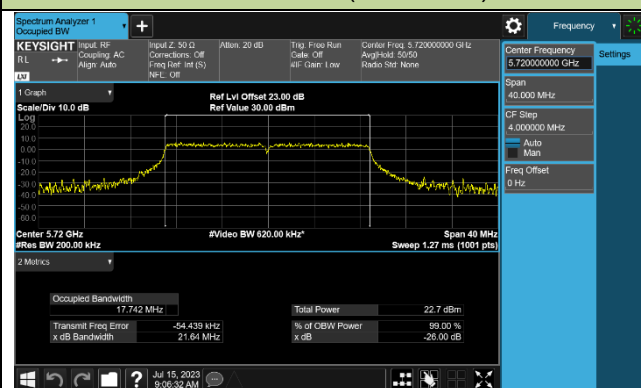 Spectrum Analyzer 1
Occupied BW
Frequency
KEYSIGHT
RL
LXI
Input: RF
Coupling: AC
Align: Auto
Input Z: 50 Ω
Corrections: Off
Freq Ref: Int (S)
NFE: Off
Atten: 20 dB
Trig: Free Run
Gate: Off
#IF Gain: Low
Center Freq: 5.720000000 GHz
Avg|Hold: 50/50
Radio Std: None
Center Frequency
5.720000000 GHz
Settings
Span
40.000 MHz
CF Step
4.000000 MHz
Auto
Man
Freq Offset
0 Hz
1 Graph
Scale/Div 10.0 dB
Ref Lvl Offset 23.00 dB
Ref Value 30.00 dBm
Log
20.0
10.0
0.00
-10.0
-20.0
-30.0
-40.0
-50.0
-60.0
Center 5.72 GHz
#Res BW 200.00 kHz
#Video BW 620.00 kHz*
Span 40 MHz
Sweep 1.27 ms (1001 pts)
2 Metrics
Occupied Bandwidth
17.742 MHz
Total Power 22.7 dBm
Transmit Freq Error -54.439 kHz
% of OBW Power 99.00 %
x dB Bandwidth 21.64 MHz
x dB -26.00 dB
Jul 15, 2023
9:06:32 AM